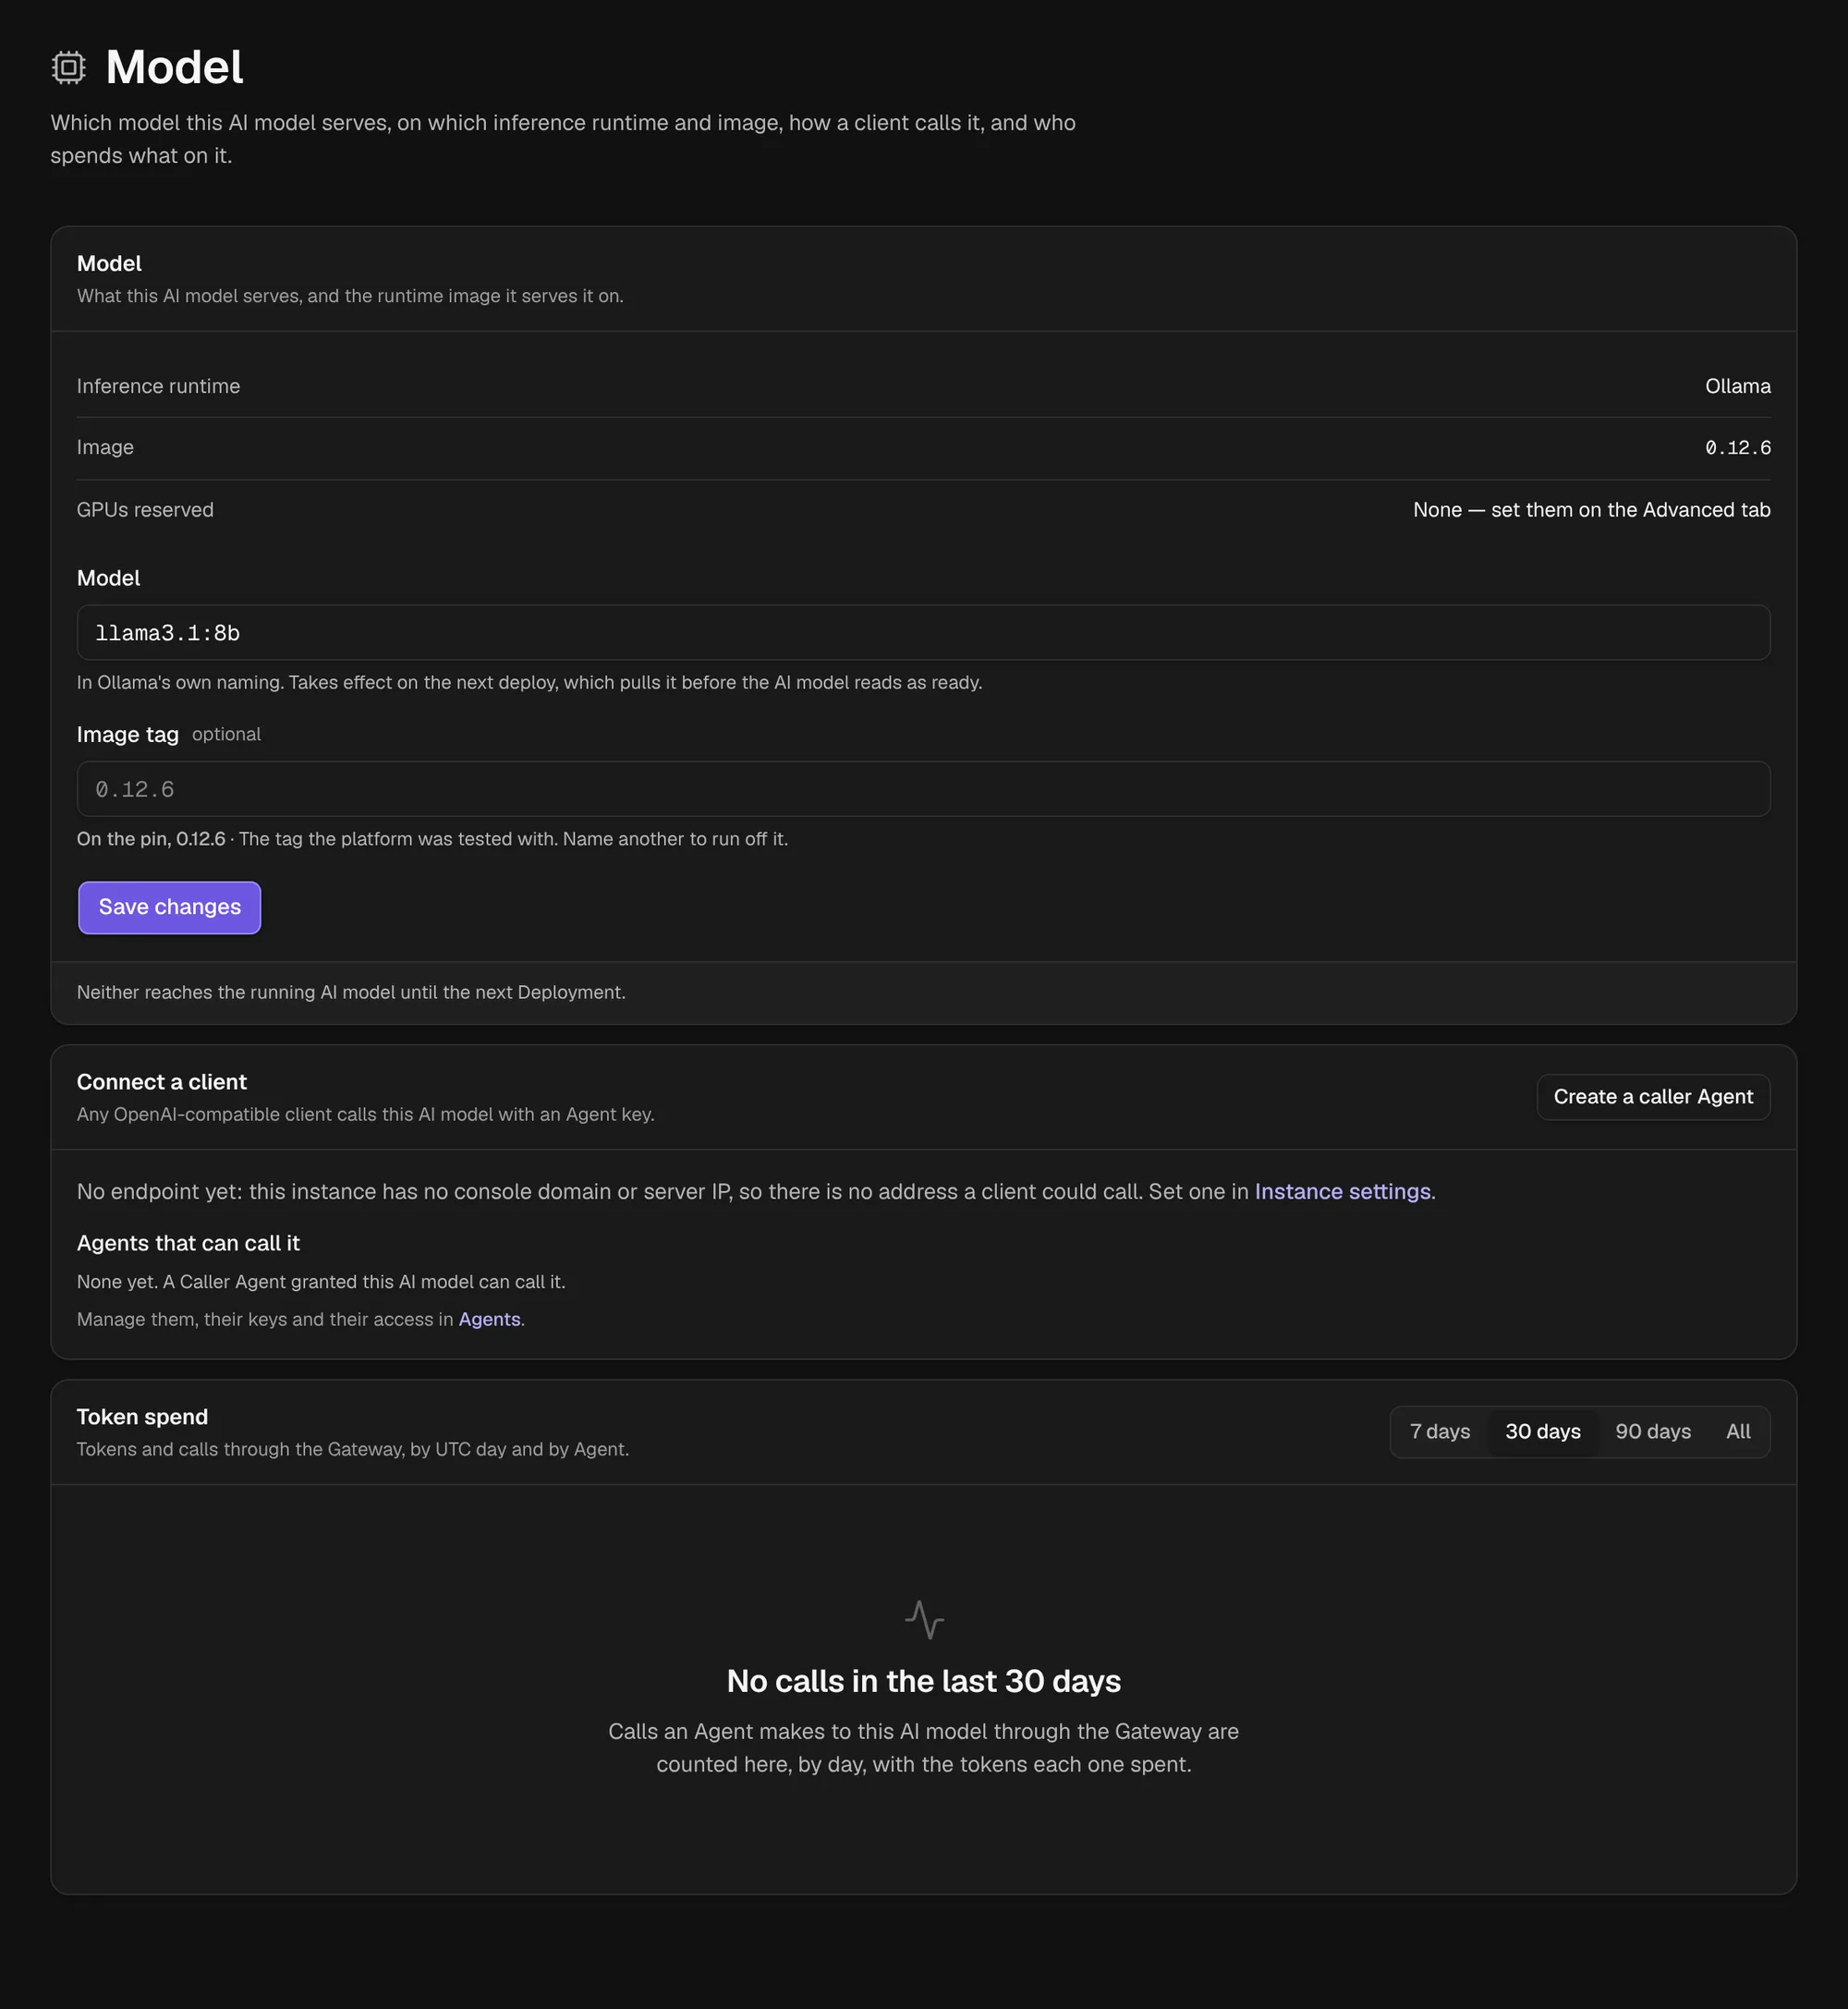 Model
Which model this AI model serves, on which inference runtime and image, how a client calls it, and who
spends what on it.
Model
What this AI model serves, and the runtime image it serves it on.
Inference runtime
Ollama
Image
0.12.6
GPUs reserved
None — set them on the Advanced tab
Model
llama3.1:8b
In Ollama's own naming. Takes effect on the next deploy, which pulls it before the AI model reads as ready.
Image tag optional
0.12.6
On the pin, 0.12.6 · The tag the platform was tested with. Name another to run off it.
Save changes
Neither reaches the running AI model until the next Deployment.
Connect a client
Any OpenAI-compatible client calls this AI model with an Agent key.
Create a caller Agent
No endpoint yet: this instance has no console domain or server IP, so there is no address a client could call. Set one in Instance settings.
Agents that can call it
None yet. A Caller Agent granted this AI model can call it.
Manage them, their keys and their access in Agents.
Token spend
Tokens and calls through the Gateway, by UTC day and by Agent.
7 days 30 days 90 days All
No calls in the last 30 days
Calls an Agent makes to this AI model through the Gateway are
counted here, by day, with the tokens each one spent.